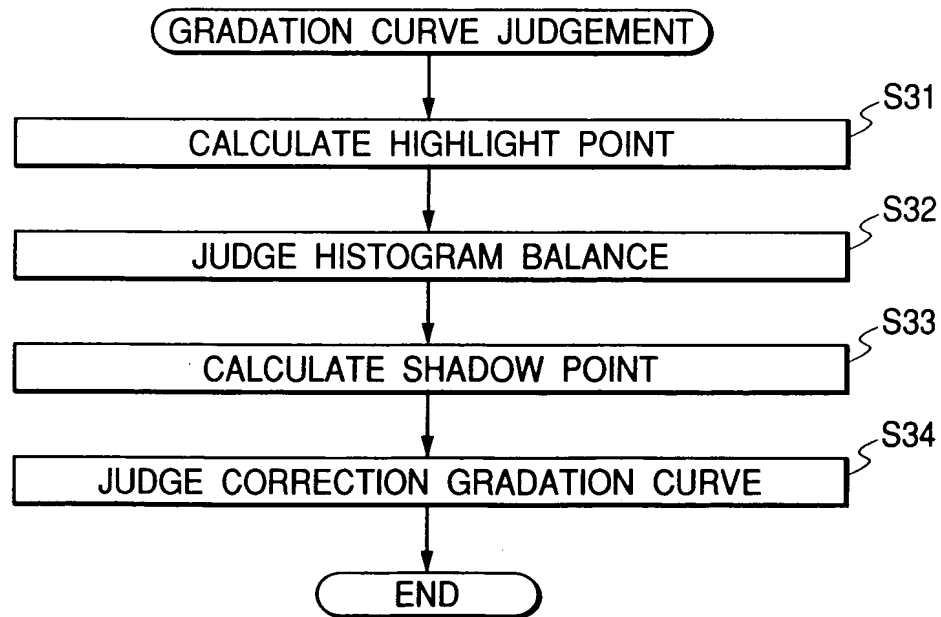 GRADATION CURVE JUDGEMENT
S31
CALCULATE HIGHLIGHT POINT
S32
JUDGE HISTOGRAM BALANCE
S33
CALCULATE SHADOW POINT
S34
JUDGE CORRECTION GRADATION CURVE
END